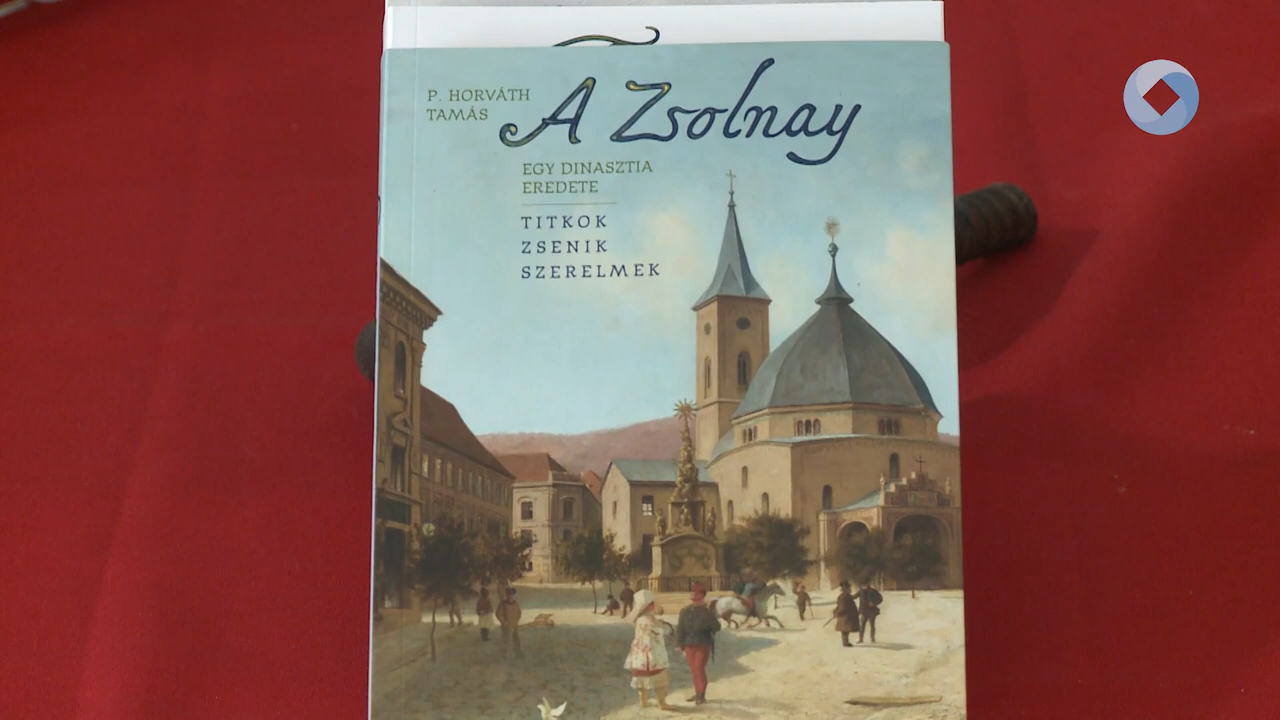 P. HORVÁTH
TAMÁS
A Zsolnay
EGY DINASZTIA
EREDETE
TITKOK
ZSENIK
SZERELMEK